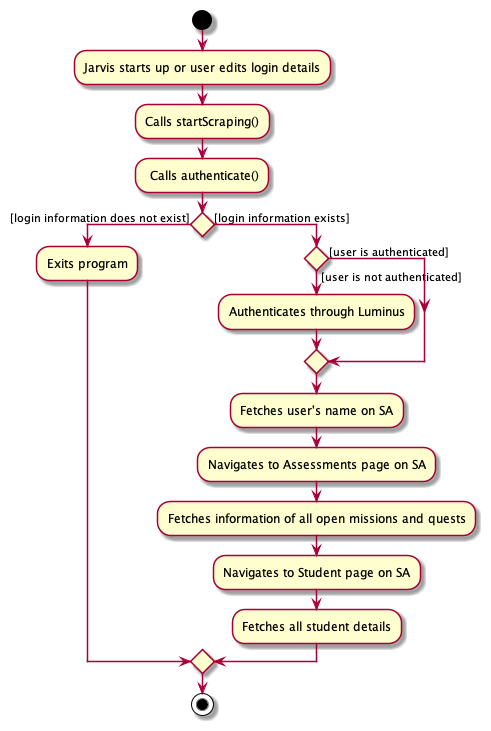 Jarvis starts up or user edits login details
Calls startScraping()
Calls authenticate()
[login information does not exist]
[login information exists]
Exits program
[user is authenticated]
[user is not authenticated]
Authenticates through Luminus
Fetches user's name on SA
Navigates to Assessments page on SA
Fetches information of all open missions and quests
Navigates to Student page on SA
Fetches all student details